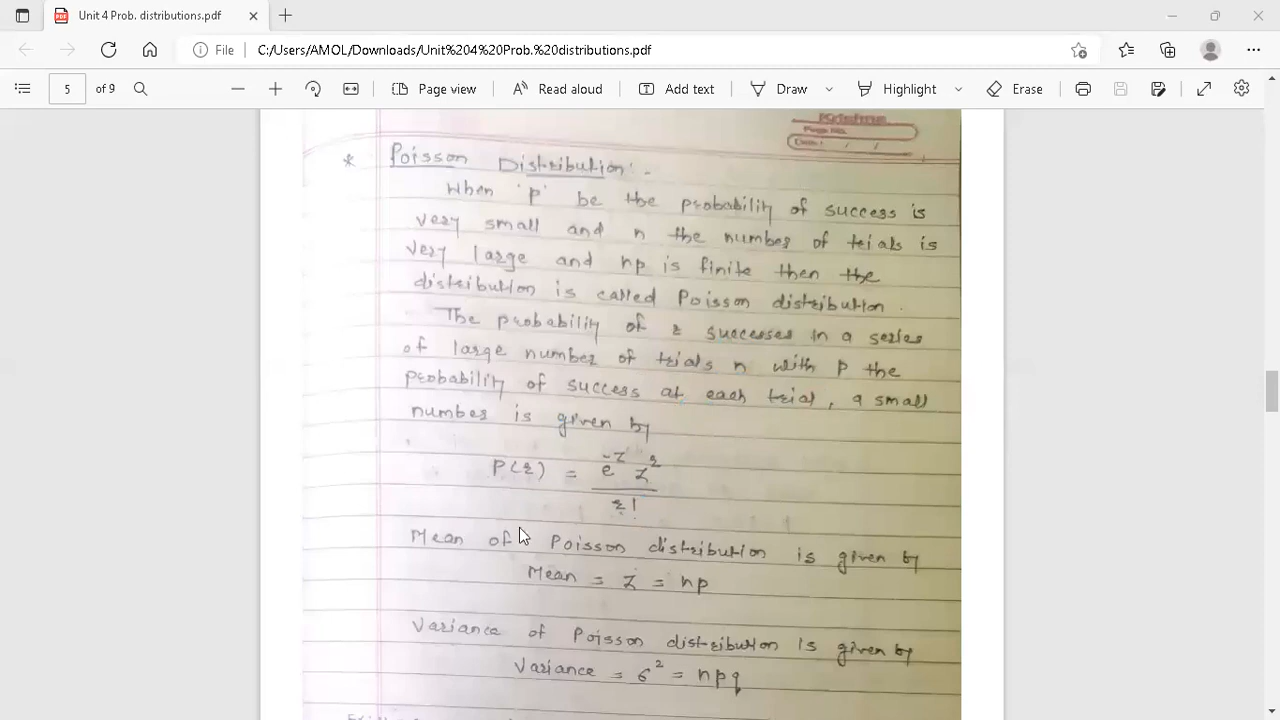 Unit 4 Prob. distributions.pdf
File C:/Users/AMOL/Downloads/Unit%204%20Prob.%20distributions.pdf
5 of 9 Page view Read aloud Add text Draw Highlight Erase
Page No.
Date: / /
* Poisson Distribution:-
When 'p' be the probability of success is
very small and n the number of trials is
very large and np is finite then the
distribution is called Poisson distribution.
The probability of r successes in a series
of large number of trials n with p the
probability of success at each trial, a small
number is given by
P(r) = e^-z z^r
r!
Mean of Poisson distribution is given by
Mean = z = np
Variance of Poisson distribution is given by
Variance = σ² = npq